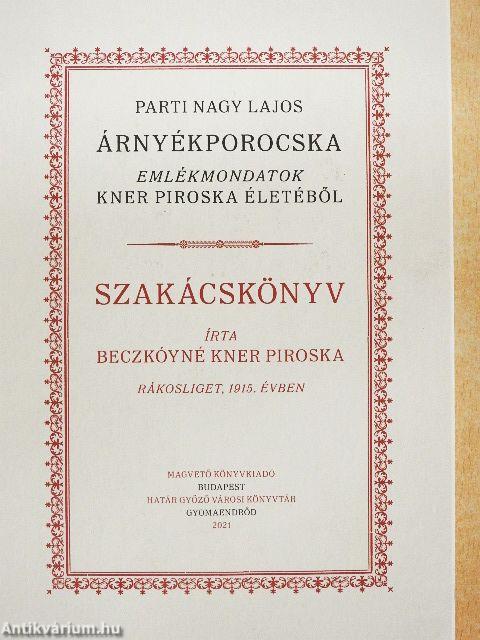 PARTI NAGY LAJOS
ÁRNYÉKPOROCSKA
EMLÉKMONDATOK
KNER PIROSKA ÉLETÉBŐL
SZAKÁCSKÖNYV
ÍRTA
BECZKÓYNÉ KNER PIROSKA
RÁKOSLIGET, 1915. ÉVBEN
MAGVETŐ KÖNYVKIADÓ
BUDAPEST
HATÁR GYŐZŐ VÁROSI KÖNYVTÁR
GYOMAENDRŐD
2021
Antikvárium.hu